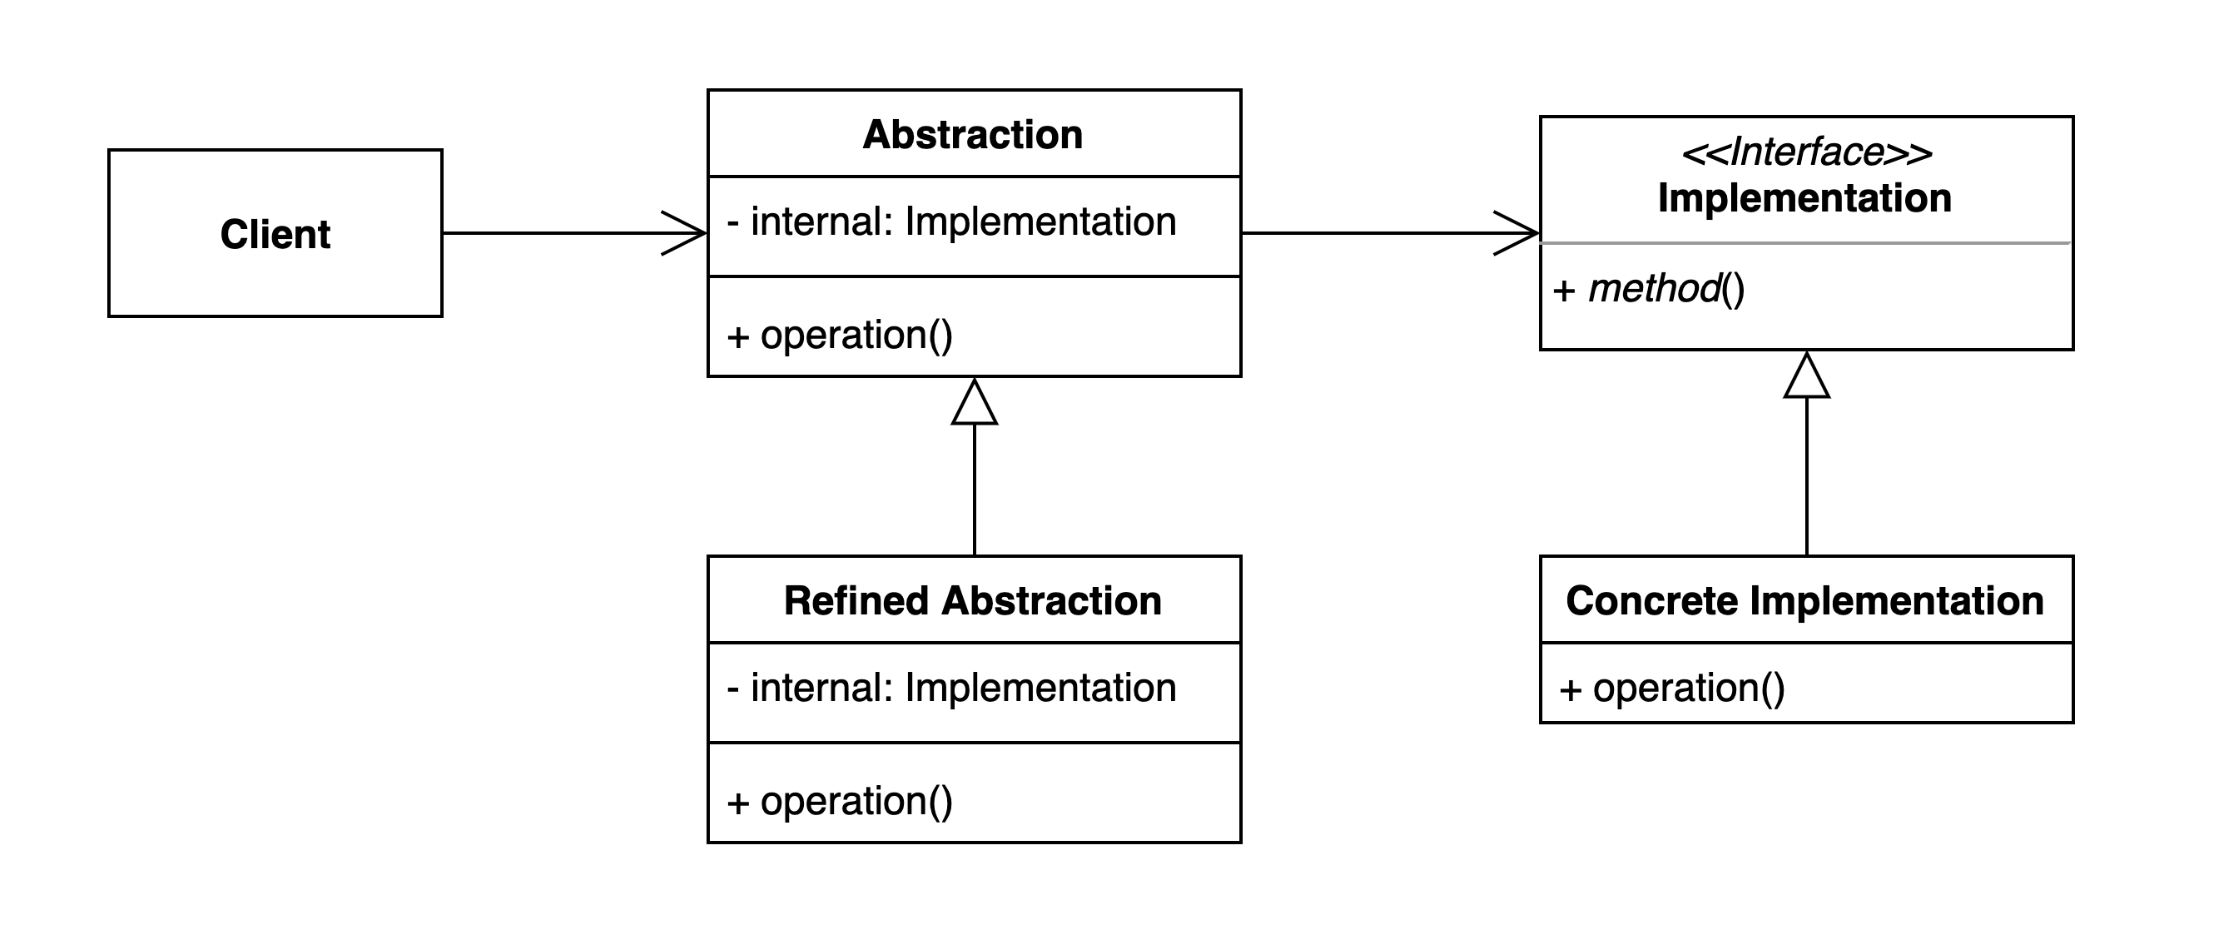 Client
Abstraction
- internal: Implementation
+ operation()
<<Interface>>
Implementation
+ method()
Refined Abstraction
- internal: Implementation
+ operation()
Concrete Implementation
+ operation()